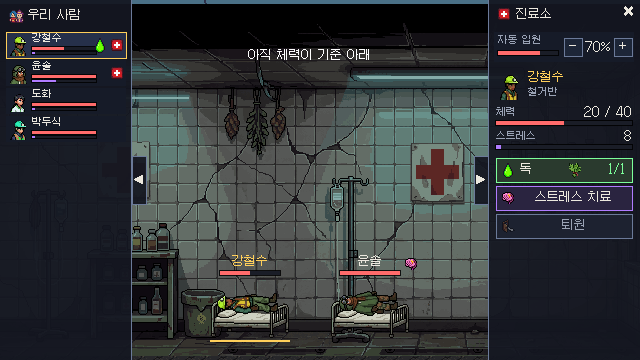 우리 사람
강철수
윤솔
도화
박두식
아직 체력이 기준 아래
강철수
윤솔
진료소
자동 입원
− 70% +
강철수
철거반
체력 20 / 40
스트레스 8
독 1/1
스트레스 치료
퇴원